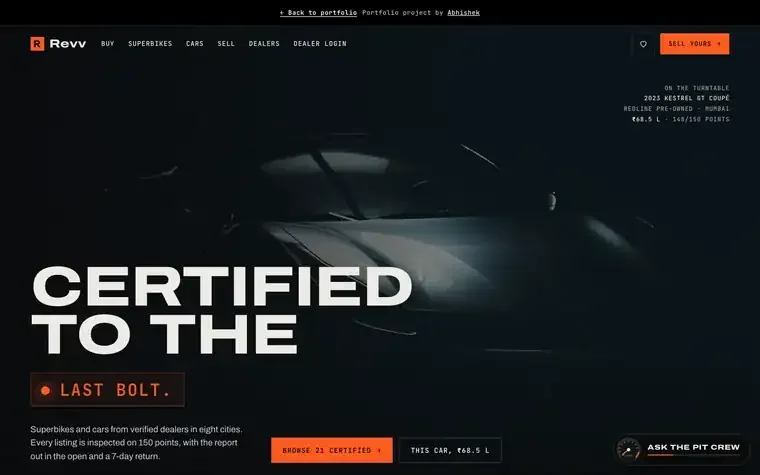 ← Back to portfolio Portfolio project by Abhishek
R Revv BUY SUPERBIKES CARS SELL DEALERS DEALER LOGIN
SELL YOURS ↑
ON THE TURNTABLE
2023 KESTREL GT COUPÉ
REDLINE PRE-OWNED · MUMBAI
₹68.5 L · 148/150 POINTS
CERTIFIED
TO THE
LAST BOLT.
Superbikes and cars from verified dealers in eight cities.
Every listing is inspected on 150 points, with the report
out in the open and a 7-day return.
BROWSE 21 CERTIFIED ↑
THIS CAR, ₹68.5 L
ASK THE PIT CREW